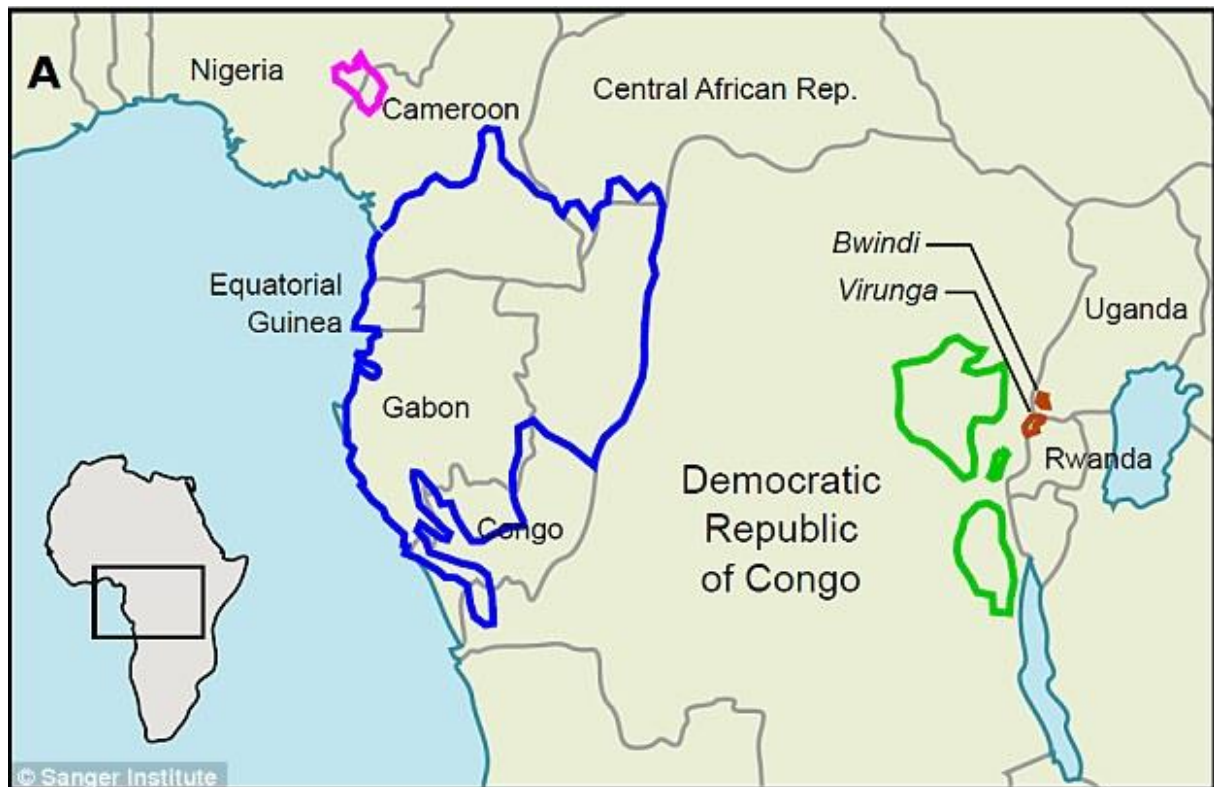 A
Nigeria
Cameroon
Central African Rep.
Bwindi
Virunga
Equatorial
Guinea
Uganda
Gabon
Rwanda
Democratic
Republic
of Congo
Congo
© Sanger Institute